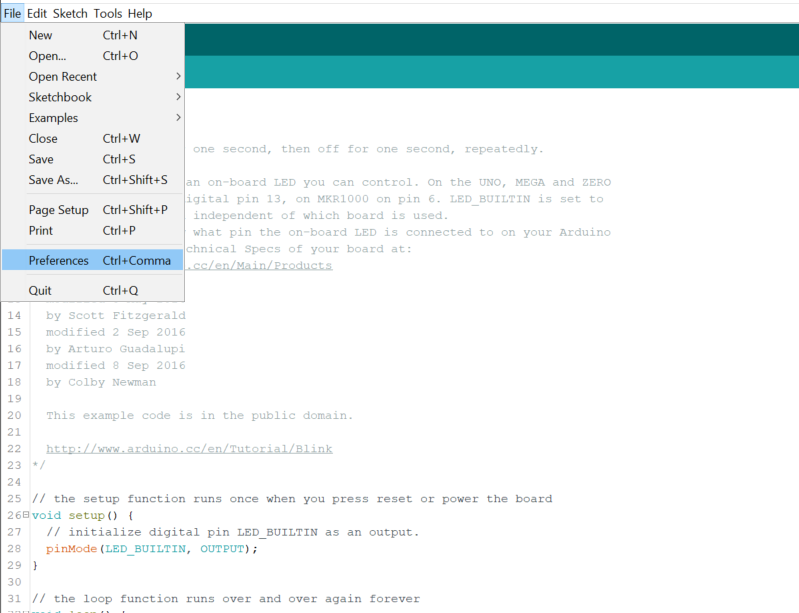 File Edit Sketch Tools Help
New Ctrl+N
Open... Ctrl+O
Open Recent
Sketchbook
Examples
Close Ctrl+W
Save Ctrl+S
Save As... Ctrl+Shift+S
Page Setup Ctrl+Shift+P
Print Ctrl+P
Preferences Ctrl+Comma
Quit Ctrl+Q
one second, then off for one second, repeatedly.
an on-board LED you can control. On the UNO, MEGA and ZERO
igital pin 13, on MKR1000 on pin 6. LED_BUILTIN is set to
independent of which board is used.
what pin the on-board LED is connected to on your Arduino
chnical Specs of your board at:
.cc/en/Main/Products
14 by Scott Fitzgerald
15 modified 2 Sep 2016
16 by Arturo Guadalupi
17 modified 8 Sep 2016
18 by Colby Newman
19
20 This example code is in the public domain.
21
22 http://www.arduino.cc/en/Tutorial/Blink
23 */
24
25 // the setup function runs once when you press reset or power the board
26 void setup() {
27 // initialize digital pin LED_BUILTIN as an output.
28 pinMode(LED_BUILTIN, OUTPUT);
29 }
30
31 // the loop function runs over and over again forever